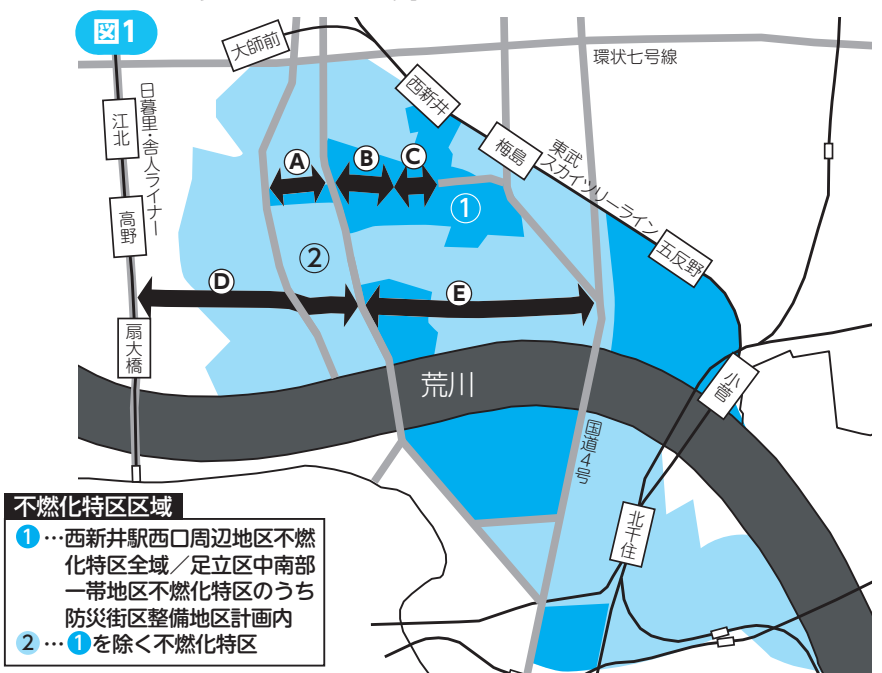 図1
大師前
環状七号線
西新井
江北
日暮里・舎人ライナー
梅島
東武
スカイツリーライン
A
B
C
①
高野
②
五反野
D
E
扇大橋
荒川
小菅
国道4号
北千住
不燃化特区区域
1…西新井駅西口周辺地区不燃
化特区全域／足立区中南部
一帯地区不燃化特区のうち
防災街区整備地区計画内
2…1を除く不燃化特区